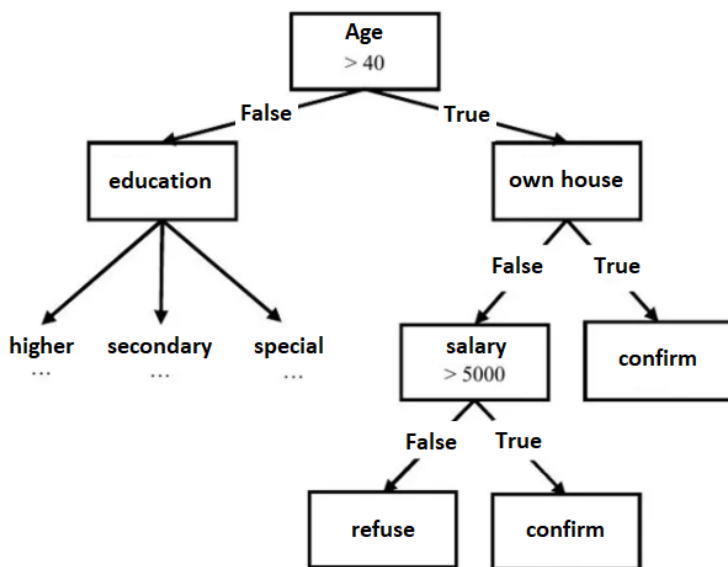 Age
> 40
False
True
education
own house
False
True
higher
secondary
special
...
...
...
salary
> 5000
confirm
False
True
refuse
confirm